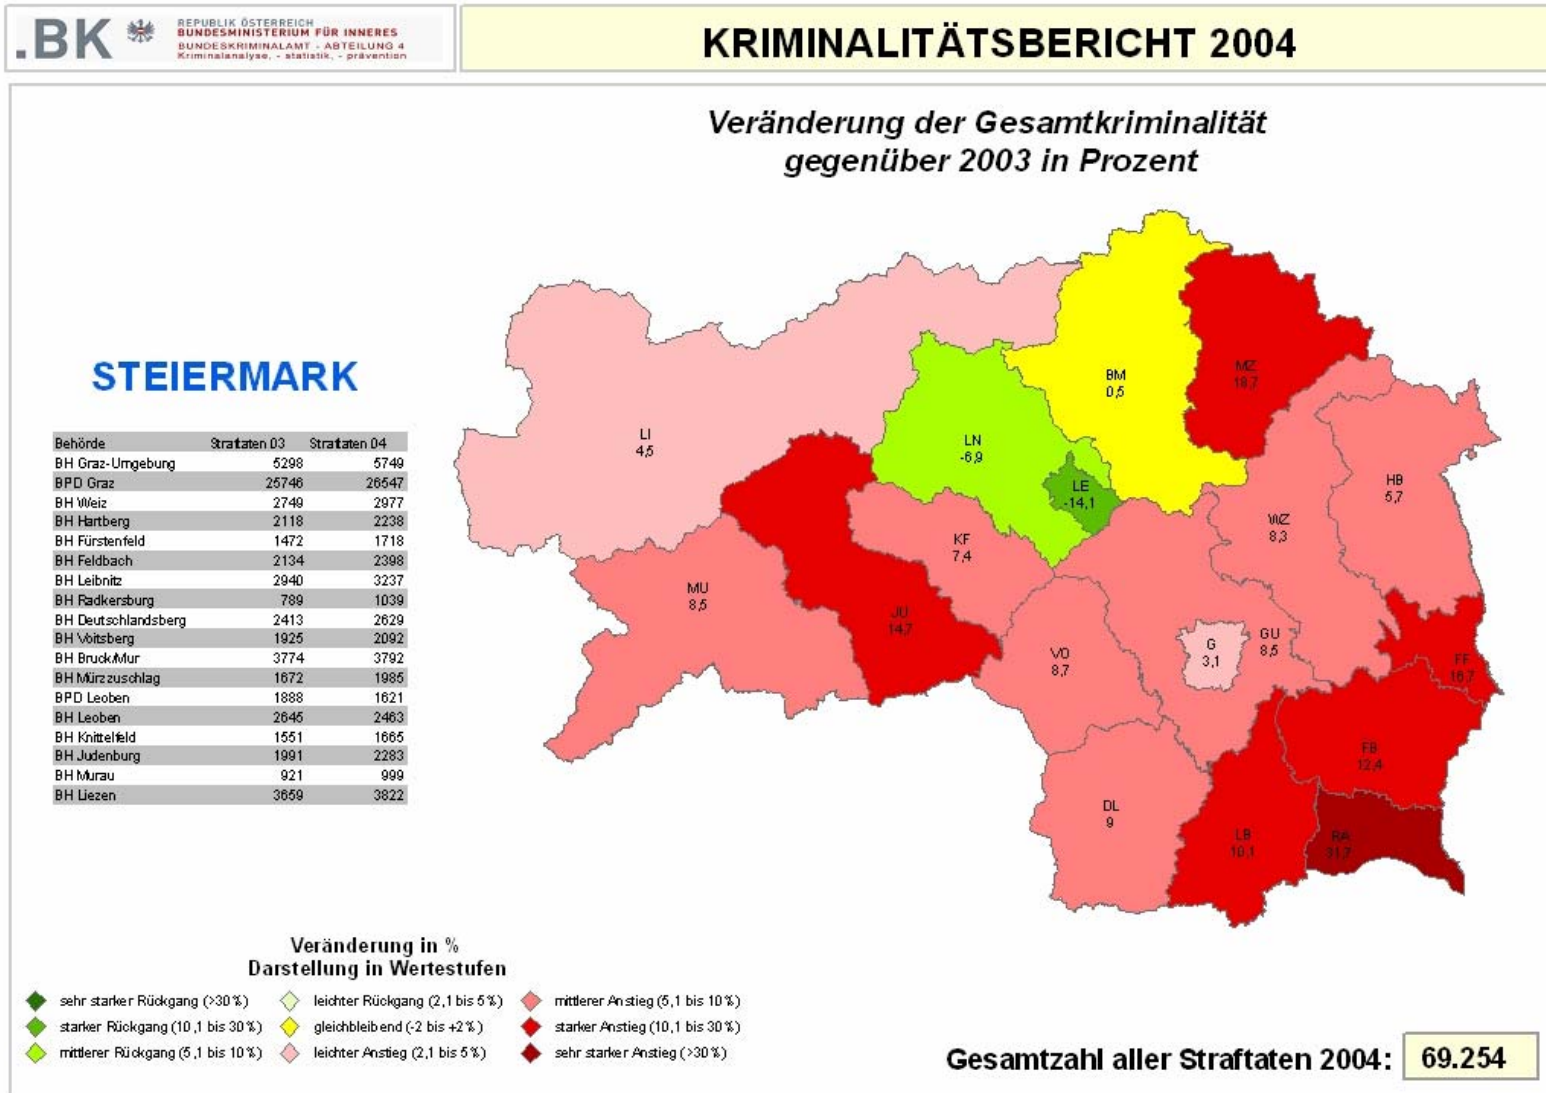 .BK
REPUBLIK ÖSTERREICH
BUNDESMINISTERIUM FÜR INNERES
BUNDESKRIMINALAMT - ABTEILUNG 4
Kriminalanalyse, - statistik, - prävention
KRIMINALITÄTSBERICHT 2004
Veränderung der Gesamtkriminalität
gegenüber 2003 in Prozent
STEIERMARK
Behörde Straftaten 03 Straftaten 04
BH Graz-Umgebung 5298 5749
BPD Graz 25746 26547
BH Weiz 2749 2977
BH Hartberg 2118 2238
BH Fürstenfeld 1472 1718
BH Feldbach 2134 2398
BH Leibnitz 2940 3237
BH Radkersburg 789 1039
BH Deutschlandsberg 2413 2629
BH Voitsberg 1925 2092
BH Bruck/Mur 3774 3792
BH Mürzzuschlag 1672 1985
BPD Leoben 1888 1621
BH Leoben 2645 2463
BH Knittelfeld 1551 1665
BH Judenburg 1991 2283
BH Murau 921 999
BH Liezen 3659 3822
LI
4,5
BM
0,5
MZ
18,7
LN
-6,9
LE
-14,1
HB
5,7
WZ
8,3
KF
7,4
MU
8,5
JU
14,7
VO
8,7
G
3,1
GU
8,5
FF
16,7
FB
12,4
DL
9
LB
10,1
RA
31,7
Veränderung in %
Darstellung in Wertestufen
sehr starker Rückgang (>30%)
starker Rückgang (10,1 bis 30%)
mittlerer Rückgang (5,1 bis 10%)
leichter Rückgang (2,1 bis 5%)
gleichbleibend (-2 bis +2%)
leichter Anstieg (2,1 bis 5%)
mittlerer Anstieg (5,1 bis 10%)
starker Anstieg (10,1 bis 30%)
sehr starker Anstieg (>30%)
Gesamtzahl aller Straftaten 2004: 69.254